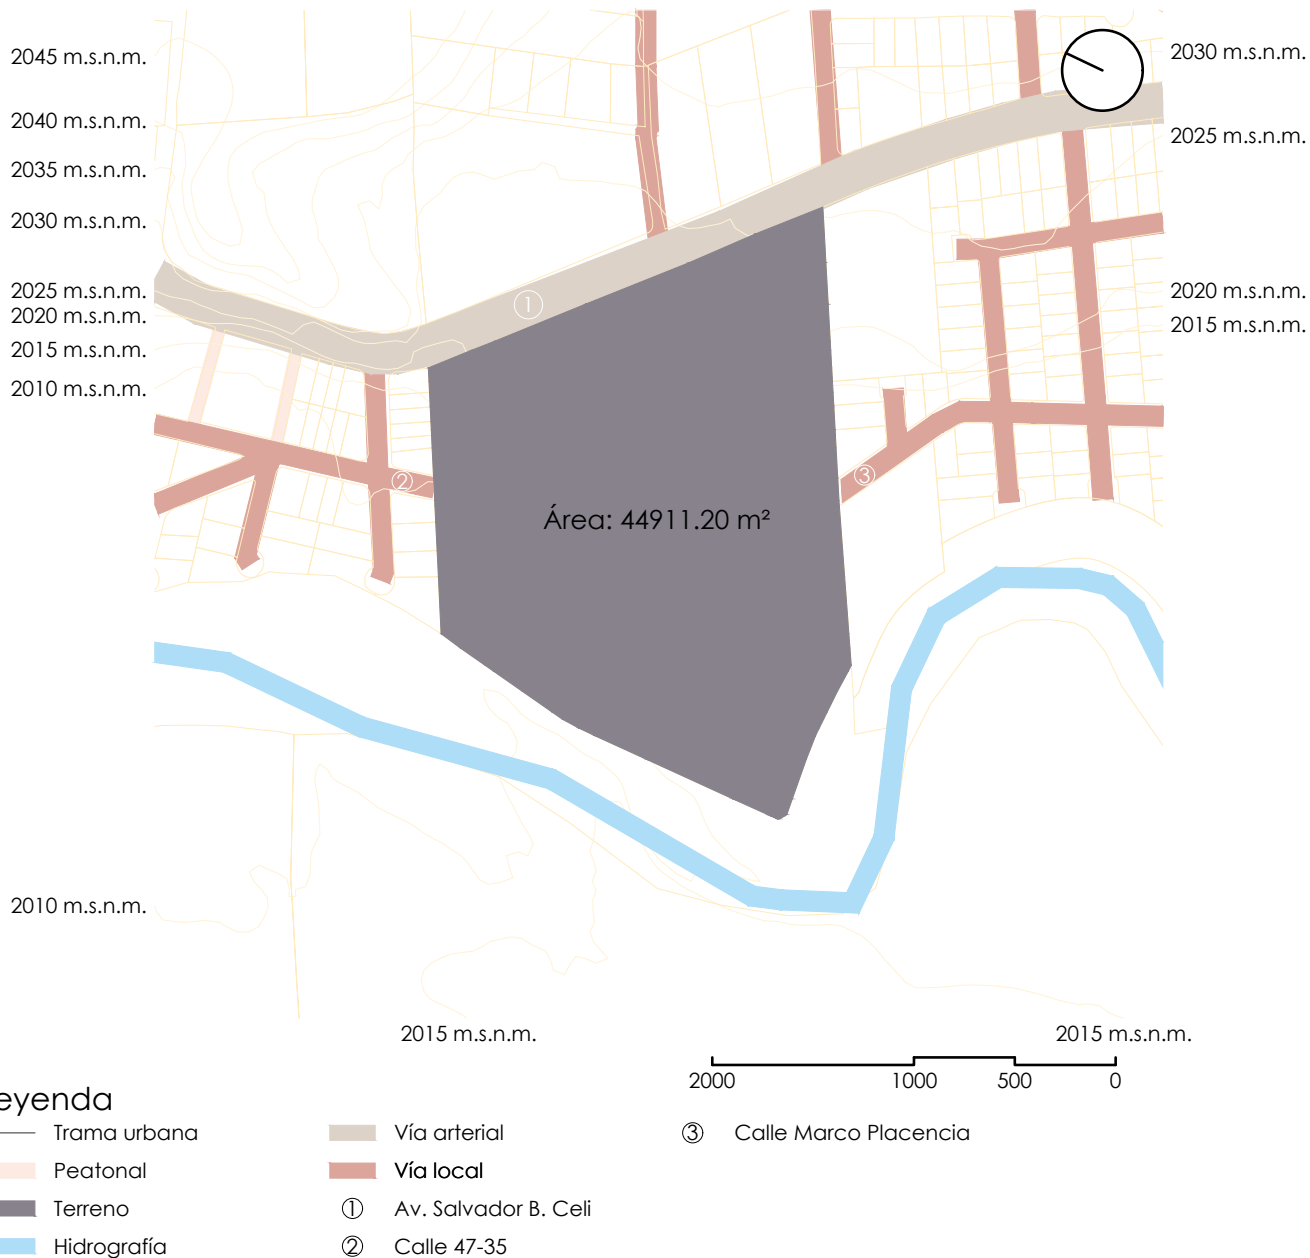 2045 m.s.n.m.
2030 m.s.n.m.
2040 m.s.n.m.
2025 m.s.n.m.
2035 m.s.n.m.
2030 m.s.n.m.
2025 m.s.n.m.
2020 m.s.n.m.
2020 m.s.n.m.
2015 m.s.n.m.
2015 m.s.n.m.
2010 m.s.n.m.
1
2
3
Área: 44911.20 m²
2010 m.s.n.m.
2015 m.s.n.m.
2015 m.s.n.m.
2000 1000 500 0
eyenda
Trama urbana
Peatonal
Terreno
Hidrografía
Vía arterial
Vía local
1 Av. Salvador B. Celi
2 Calle 47-35
3 Calle Marco Placencia